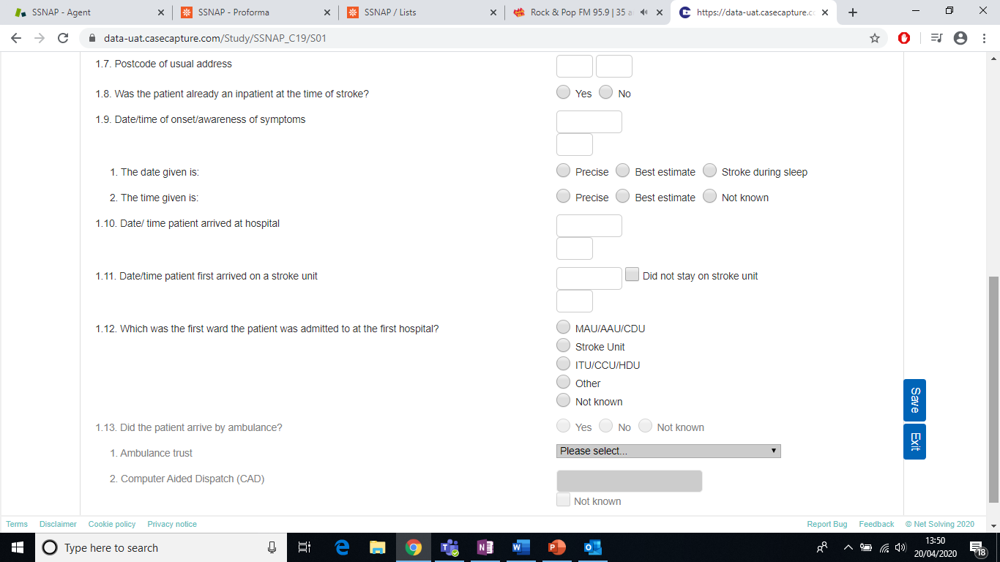 SSNAP - Agent
SSNAP - Proforma
SSNAP / Lists
Rock & Pop FM 95.9 | 35 a
https://data-uat.casecapture.c
data-uat.casecapture.com/Study/SSNAP_C19/S01
1.7. Postcode of usual address
1.8. Was the patient already an inpatient at the time of stroke? Yes No
1.9. Date/time of onset/awareness of symptoms
1. The date given is: Precise Best estimate Stroke during sleep
2. The time given is: Precise Best estimate Not known
1.10. Date/ time patient arrived at hospital
1.11. Date/time patient first arrived on a stroke unit Did not stay on stroke unit
1.12. Which was the first ward the patient was admitted to at the first hospital? MAU/AAU/CDU
Stroke Unit
ITU/CCU/HDU
Other
Not known
Save
Exit
1.13. Did the patient arrive by ambulance? Yes No Not known
1. Ambulance trust Please select...
2. Computer Aided Dispatch (CAD)
Not known
Terms Disclaimer Cookie policy Privacy notice Report Bug Feedback © Net Solving 2020
Type here to search
13:50
20/04/2020
18